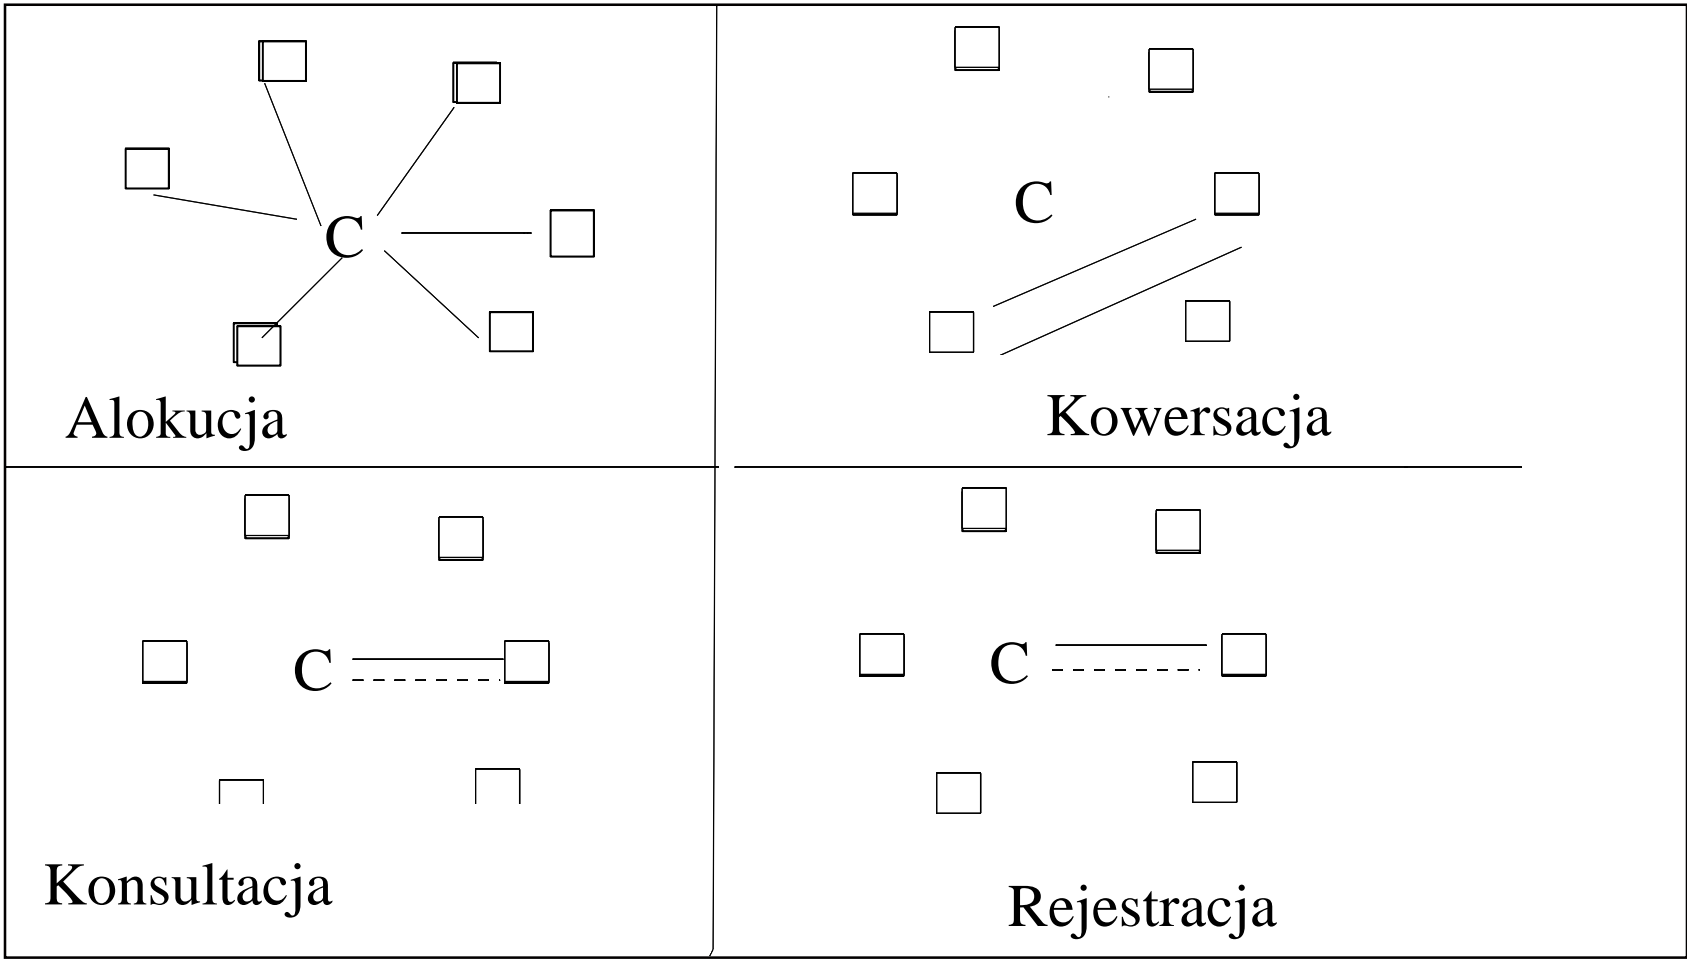 C
Alokucja
C
Kowersacja
C
Konsultacja
C
Rejestracja